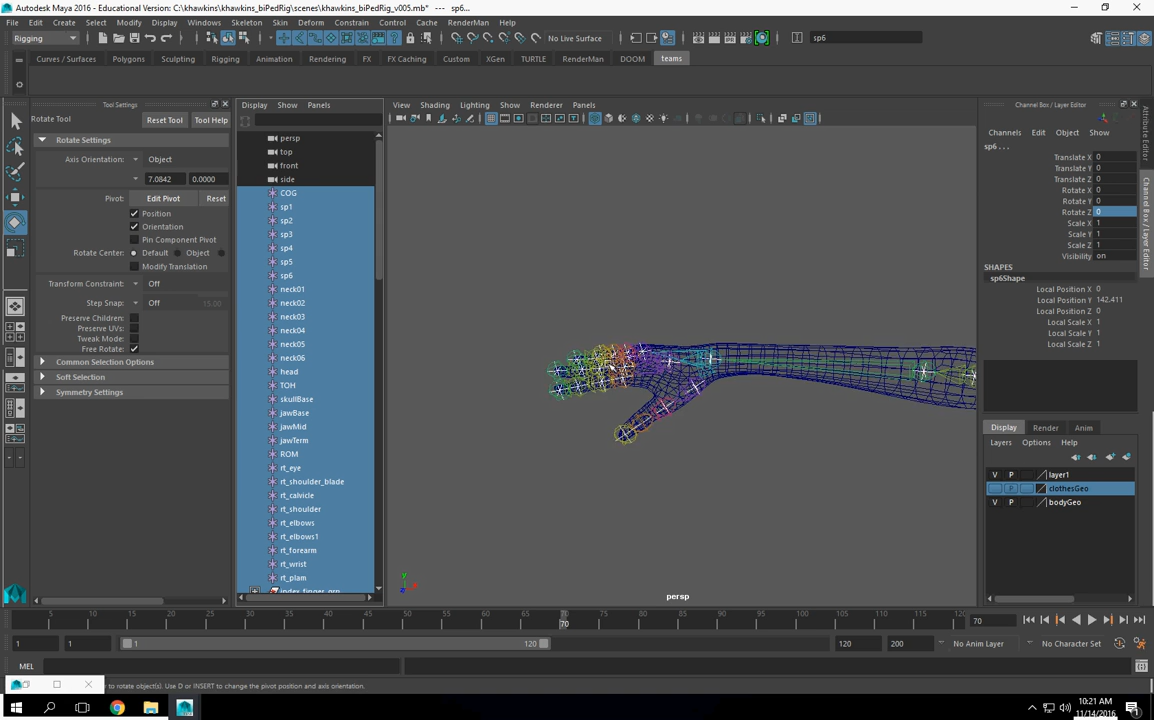 Autodesk Maya 2016 - Educational Version: C:\khawkins\khawkins_biPedRig\scenes\khawkins_biPedRig_v005.mb*   ---   sp6...
File Edit Create Select Modify Display Windows Skeleton Skin Deform Constrain Control Cache RenderMan Help
Rigging No Live Surface sp6
Curves / Surfaces Polygons Sculpting Rigging Animation Rendering FX FX Caching Custom XGen TURTLE RenderMan DOOM teams
Tool Settings
Rotate Tool Reset Tool Tool Help
Rotate Settings
Axis Orientation: Object
7.0842 0.0000
Pivot: Edit Pivot Reset
Position
Orientation
Pin Component Pivot
Rotate Center: Default Object
Modify Translation
Transform Constraint: Off
Step Snap: Off 15.00
Preserve Children:
Preserve UVs:
Tweak Mode:
Free Rotate:
Common Selection Options
Soft Selection
Symmetry Settings
Display Show Panels
persp
top
front
side
COG
sp1
sp2
sp3
sp4
sp5
sp6
neck01
neck02
neck03
neck04
neck05
neck06
head
TOH
skullBase
jawBase
jawMid
jawTerm
ROM
rt_eye
rt_shoulder_blade
rt_calvicle
rt_shoulder
rt_elbows
rt_elbows1
rt_forearm
rt_wrist
rt_plam
index_finger_grp
View Shading Lighting Show Renderer Panels
persp
Channel Box / Layer Editor
Channels Edit Object Show
sp6 . . .
Translate X 0
Translate Y 0
Translate Z 0
Rotate X 0
Rotate Y 0
Rotate Z 0
Scale X 1
Scale Y 1
Scale Z 1
Visibility on
SHAPES
sp6Shape
Local Position X 0
Local Position Y 142.411
Local Position Z 0
Local Scale X 1
Local Scale Y 1
Local Scale Z 1
Display Render Anim
Layers Options Help
V P layer1
P clothesGeo
V P bodyGeo
Attribute Editor
Channel Box / Layer Editor
5 10 15 20 25 30 35 40 45 50 55 60 65 70 75 80 85 90 95 100 105 110 115 120
70 70
1 1 1 120 120 200 No Anim Layer No Character Set
MEL
to rotate object(s). Use D or INSERT to change the pivot position and axis orientation.
10:21 AM
11/14/2016